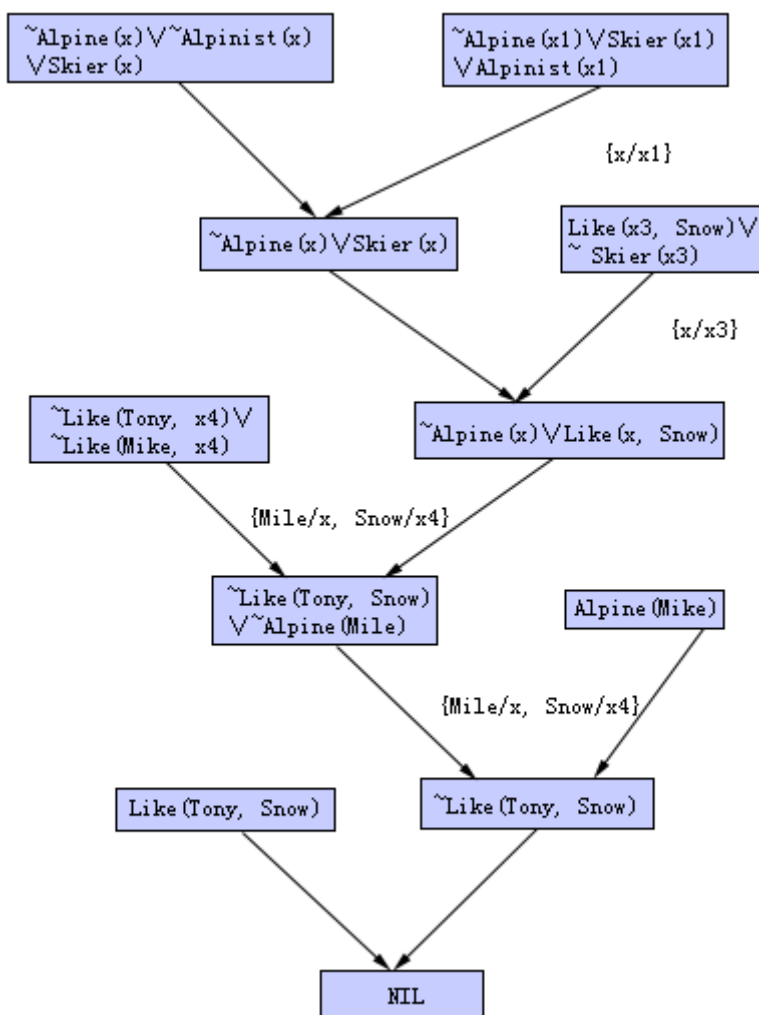 ~Alpine(x)∨~Alpinist(x)
∨Skier(x)
~Alpine(x1)∨Skier(x1)
∨Alpinist(x1)
{x/x1}
~Alpine(x)∨Skier(x)
Like(x3, Snow)∨
~ Skier(x3)
{x/x3}
~Like(Tony, x4)∨
~Like(Mike, x4)
~Alpine(x)∨Like(x, Snow)
{Mile/x, Snow/x4}
~Like(Tony, Snow)
∨~Alpine(Mile)
Alpine(Mike)
{Mile/x, Snow/x4}
Like(Tony, Snow)
~Like(Tony, Snow)
NIL